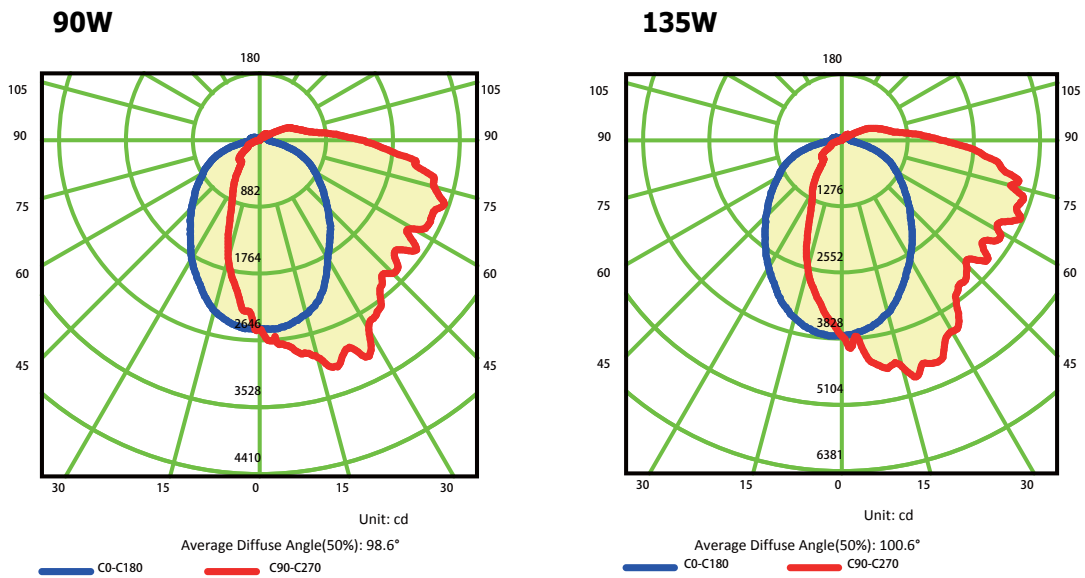 90W
180
105 105
90 90
882
75 75
1764
60 60
2646
45 45
3528
4410
30 15 0 15 30
Unit: cd
Average Diffuse Angle(50%): 98.6°
C0-C180 C90-C270
135W
180
105 105
90 90
1276
75 75
2552
60 60
3828
45 45
5104
6381
30 15 0 15 30
Unit: cd
Average Diffuse Angle(50%): 100.6°
C0-C180 C90-C270